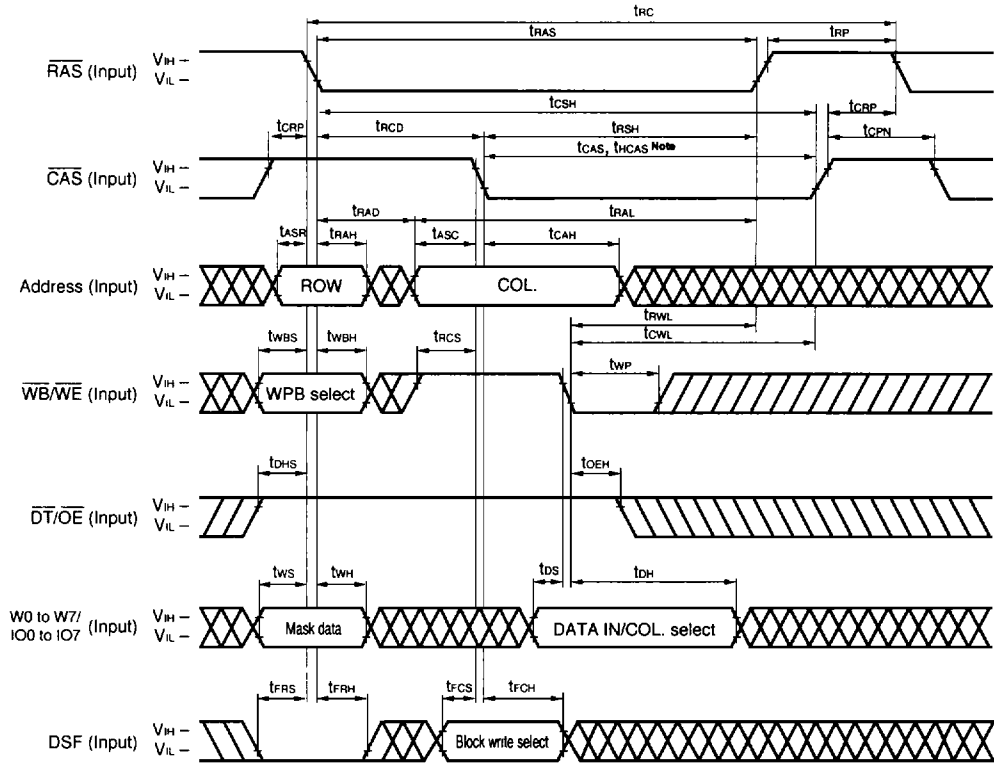 tRC
tRAS
tRP
RAS (Input)
VIH –
VIL –
tCSH
tCRP
tCRP
tRCD
tRSH
tCPN
tCAS, tHCAS Note
CAS (Input)
VIH –
VIL –
tRAD
tRAL
tASR
tRAH
tASC
tCAH
Address (Input)
VIH –
VIL –
ROW
COL.
tRWL
tCWL
tWBS
tWBH
tRCS
tWP
WB/WE (Input)
VIH –
VIL –
WPB select
tDHS
tOEH
DT/OE (Input)
VIH –
VIL –
tWS
tWH
tDS
tDH
W0 to W7/
IO0 to IO7 (Input)
VIH –
VIL –
Mask data
DATA IN/COL. select
tFRS
tFRH
tFCS
tFCH
DSF (Input)
VIH –
VIL –
Block write select